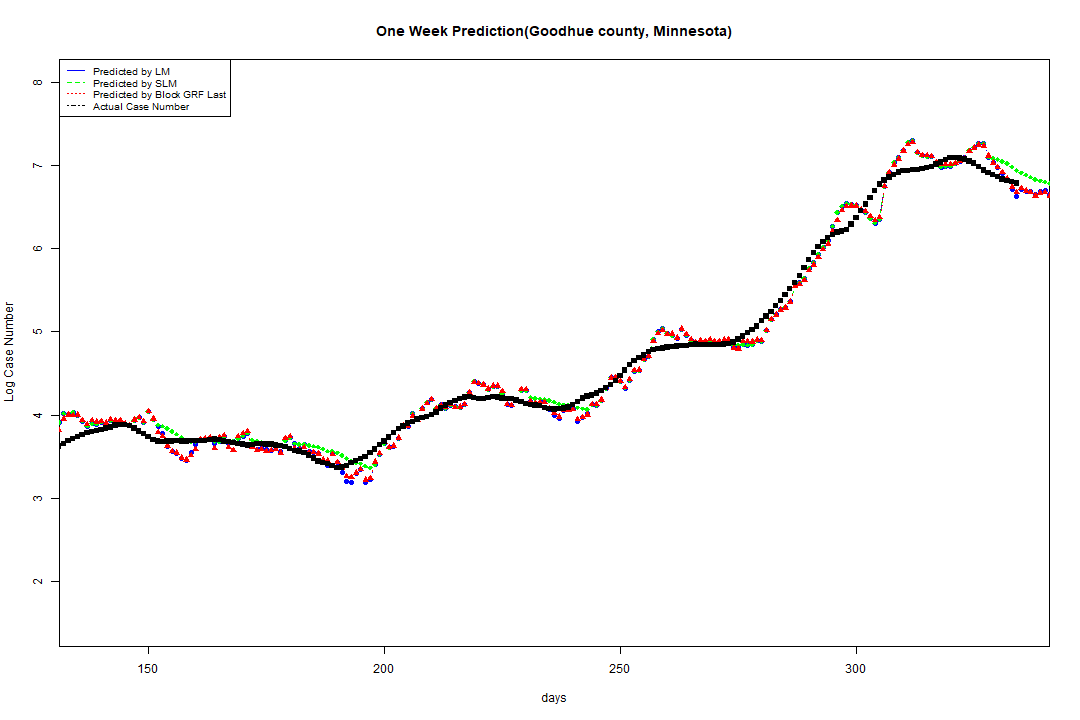 One Week Prediction(Goodhue county, Minnesota)
Predicted by LM
Predicted by SLM
Predicted by Block GRF Last
Actual Case Number
8
7
6
5
4
3
2
Log Case Number
150 200 250 300
days